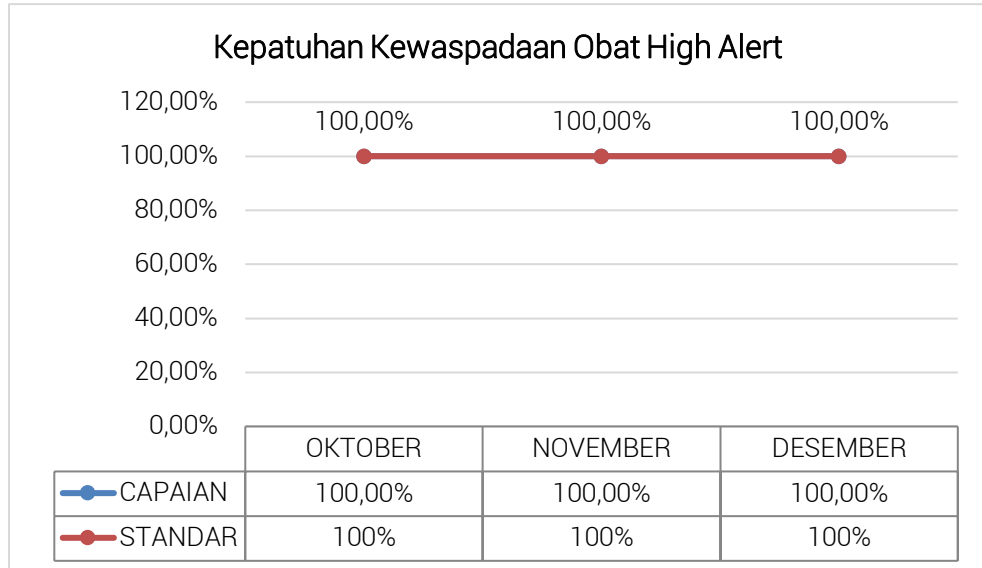 Kepatuhan Kewaspadaan Obat High Alert
120,00%
100,00% 100,00% 100,00%
100,00%
80,00%
60,00%
40,00%
20,00%
0,00%
OKTOBER NOVEMBER DESEMBER
CAPAIAN 100,00% 100,00% 100,00%
STANDAR 100% 100% 100%